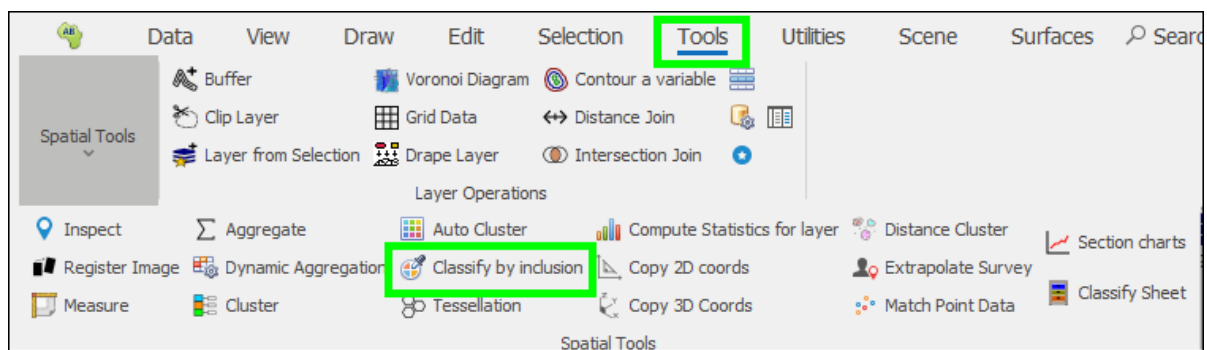 AB
Data View Draw Edit Selection Tools Utilities Scene Surfaces Searc
Buffer Voronoi Diagram Contour a variable
Spatial Tools Clip Layer Grid Data Distance Join
Layer from Selection Drape Layer Intersection Join
Layer Operations
Inspect Aggregate Auto Cluster Compute Statistics for layer Distance Cluster
Section charts
Register Image Dynamic Aggregation Classify by inclusion Copy 2D coords Extrapolate Survey
Classify Sheet
Measure Cluster Tessellation Copy 3D Coords Match Point Data
Spatial Tools